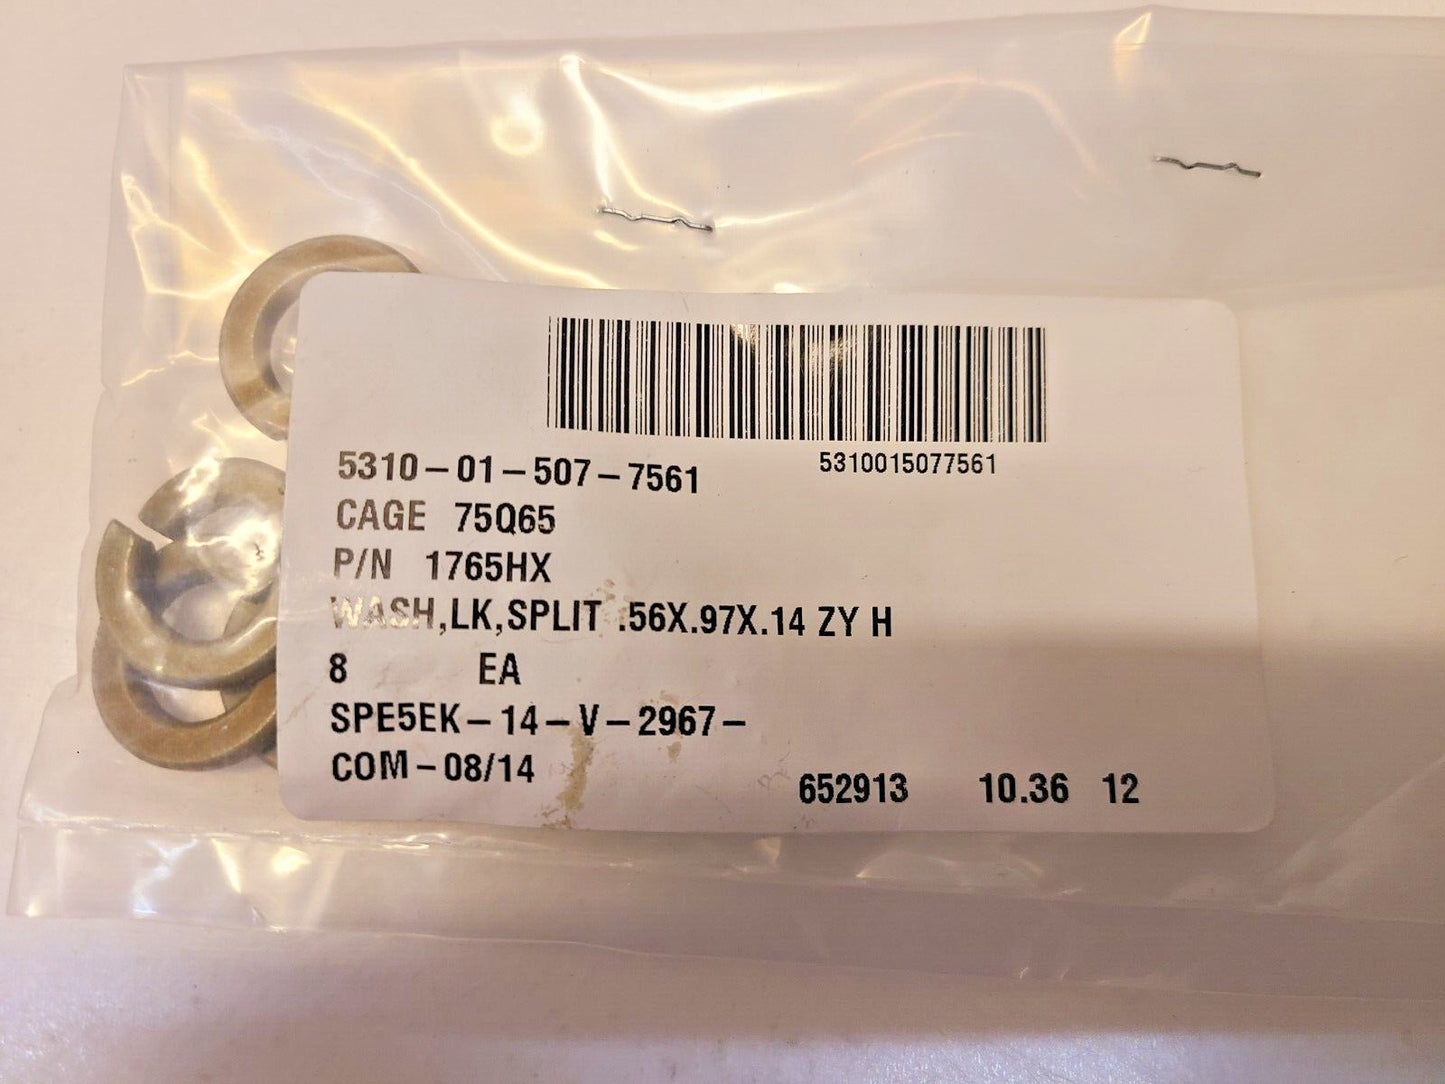 5310015077561
5310-01-507-7561
CAGE 75Q65
P/N 1765HX
WASH,LK,SPLIT .56X.97X.14 ZY H
8 EA
SPE5EK-14-V-2967-
COM-08/14
652913 10.36 12